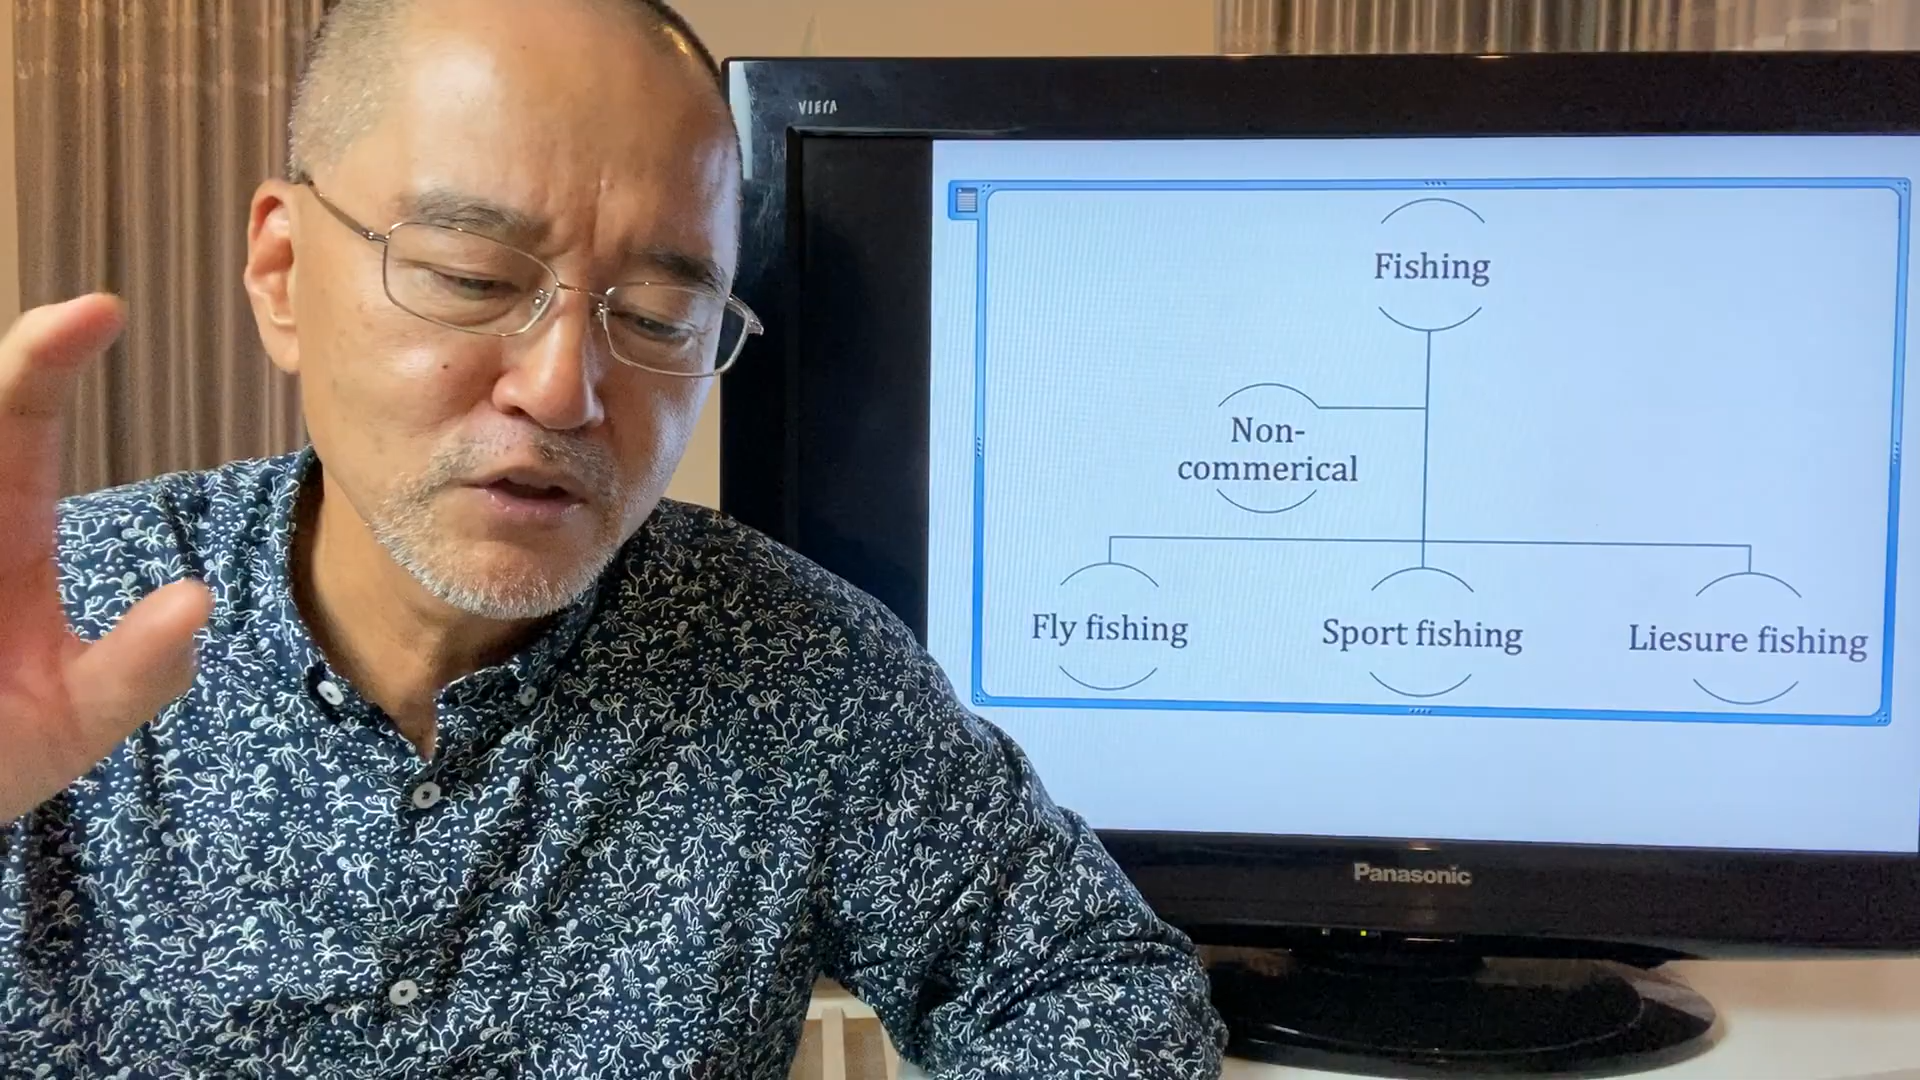 VIErA
Fishing
Non-
commerical
Fly fishing
Sport fishing
Liesure fishing
Panasonic